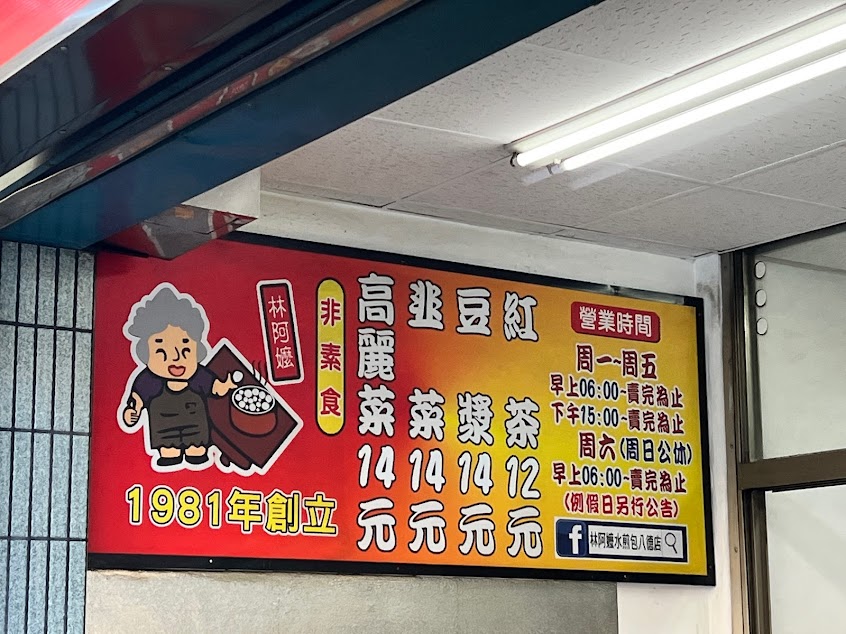 林阿嬤
1981年創立
非素食
高麗菜14元
韭菜14元
豆漿14元
紅茶12元
營業時間
周一~周五
早上06:00~賣完為止
下午15:00~賣完為止
周六(周日公休)
早上06:00~賣完為止
(例假日另行公告)
f 林阿嬤水煎包八德店